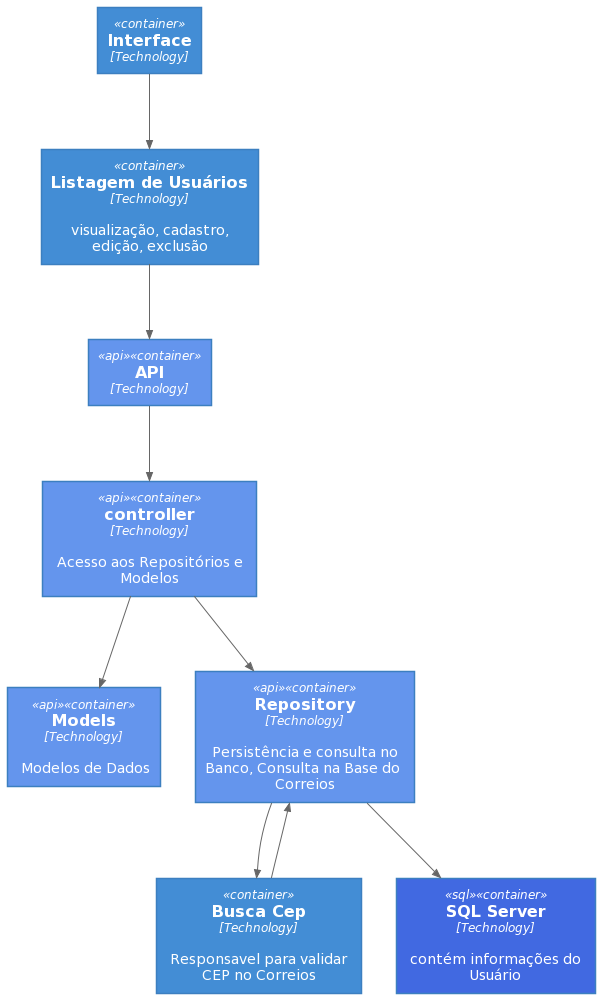 «container»
Interface
[Technology]
«container»
Listagem de Usuários
[Technology]
visualização, cadastro,
edição, exclusão
«api»«container»
API
[Technology]
«api»«container»
controller
[Technology]
Acesso aos Repositórios e
Modelos
«api»«container»
Models
[Technology]
Modelos de Dados
«api»«container»
Repository
[Technology]
Persistência e consulta no
Banco, Consulta na Base do
Correios
«container»
Busca Cep
[Technology]
Responsavel para validar
CEP no Correios
«sql»«container»
SQL Server
[Technology]
contém informações do
Usuário